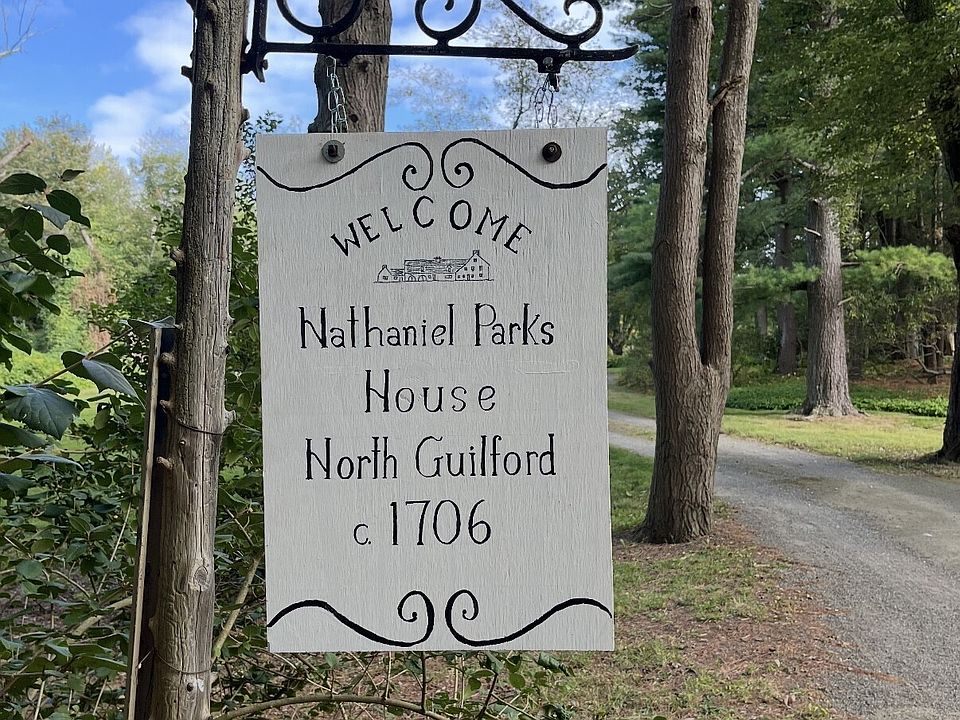 WELCOME
Nathaniel Parks
House
North Guilford
c. 1706